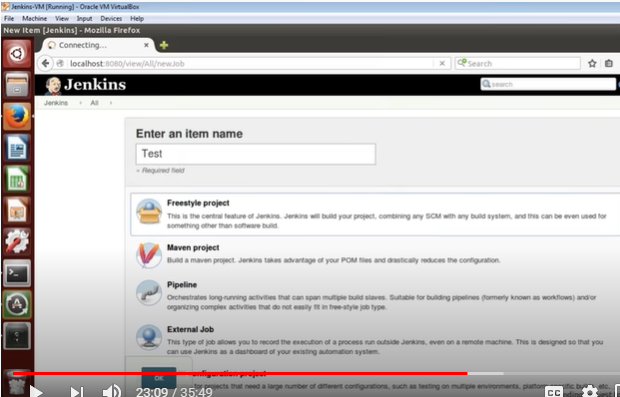 Jenkins-VM [Running] - Oracle VM VirtualBox
File Machine View Input Devices Help
New Item [Jenkins] - Mozilla Firefox
Connecting...
localhost:8080/view/All/newJob
Search
Jenkins
search
Jenkins All
Enter an item name
Test
» Required field
Freestyle project
This is the central feature of Jenkins. Jenkins will build your project, combining any SCM with any build system, and this can be even used for
something other than software build.
Maven project
Build a maven project. Jenkins takes advantage of your POM files and drastically reduces the configuration.
Pipeline
Orchestrates long-running activities that can span multiple build slaves. Suitable for building pipelines (formerly known as workflows) and/or
organizing complex activities that do not easily fit in free-style job type.
External Job
This type of job allows you to record the execution of a process run outside Jenkins, even on a remote machine. This is designed so that you
can use Jenkins as a dashboard of your existing automation system.
project
OK
projects that need a large number of different configurations, such as testing on multiple environments,
23:09 / 35:49
CC